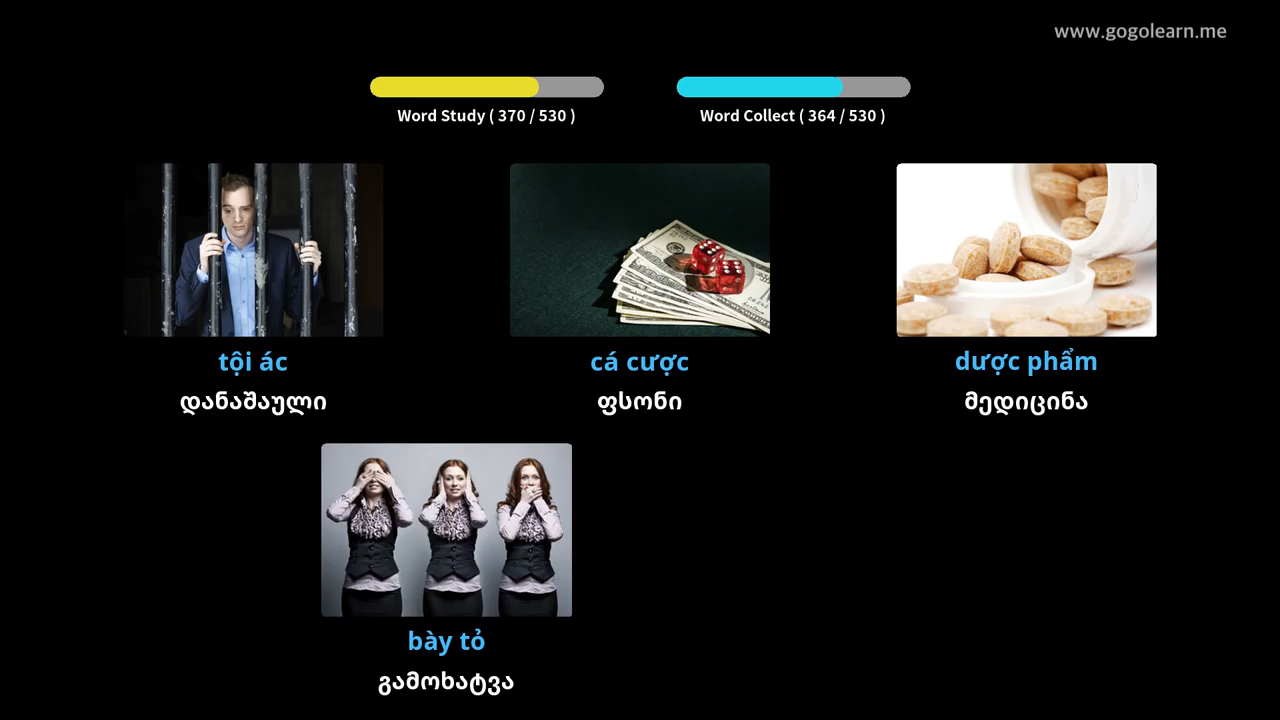 www.gogolearn.me
Word Study ( 370 / 530 )
Word Collect ( 364 / 530 )
tội ác
დანაშაული
cá cược
ფსონი
dược phẩm
მედიცინა
bày tỏ
გამოხატვა